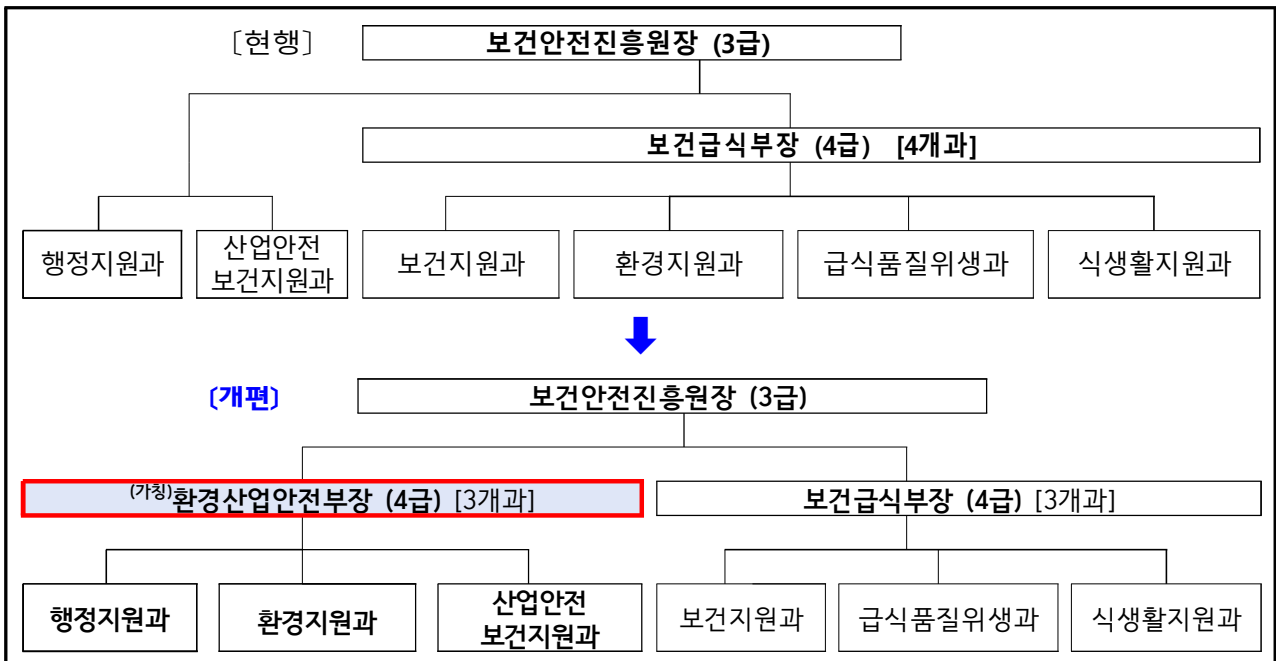 〔현행〕
보건안전진흥원장 (3급)
보건급식부장 (4급) [4개과]
행정지원과
산업안전
보건지원과
보건지원과
환경지원과
급식품질위생과
식생활지원과
〔개편〕
보건안전진흥원장 (3급)
(가칭)환경산업안전부장 (4급) [3개과]
보건급식부장 (4급) [3개과]
행정지원과
환경지원과
산업안전
보건지원과
보건지원과
급식품질위생과
식생활지원과